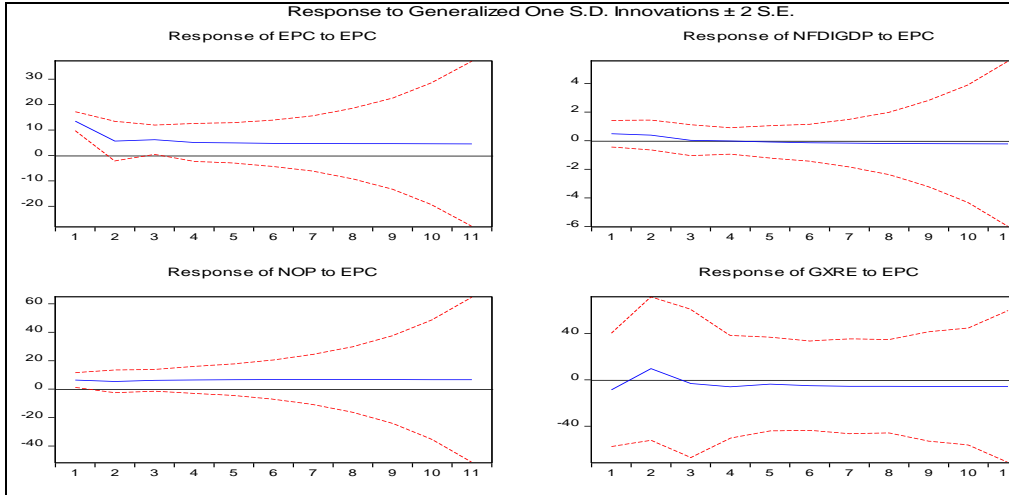 Response to Generalized One S.D. Innovations ± 2 S.E.
Response of EPC to EPC
30
20
10
0
-10
-20
1 2 3 4 5 6 7 8 9 10 11
Response of NFDIGDP to EPC
4
2
0
-2
-4
-6
1 2 3 4 5 6 7 8 9 10 1
Response of NOP to EPC
60
40
20
0
-20
-40
1 2 3 4 5 6 7 8 9 10 11
Response of GXRE to EPC
40
0
-40
1 2 3 4 5 6 7 8 9 10 1